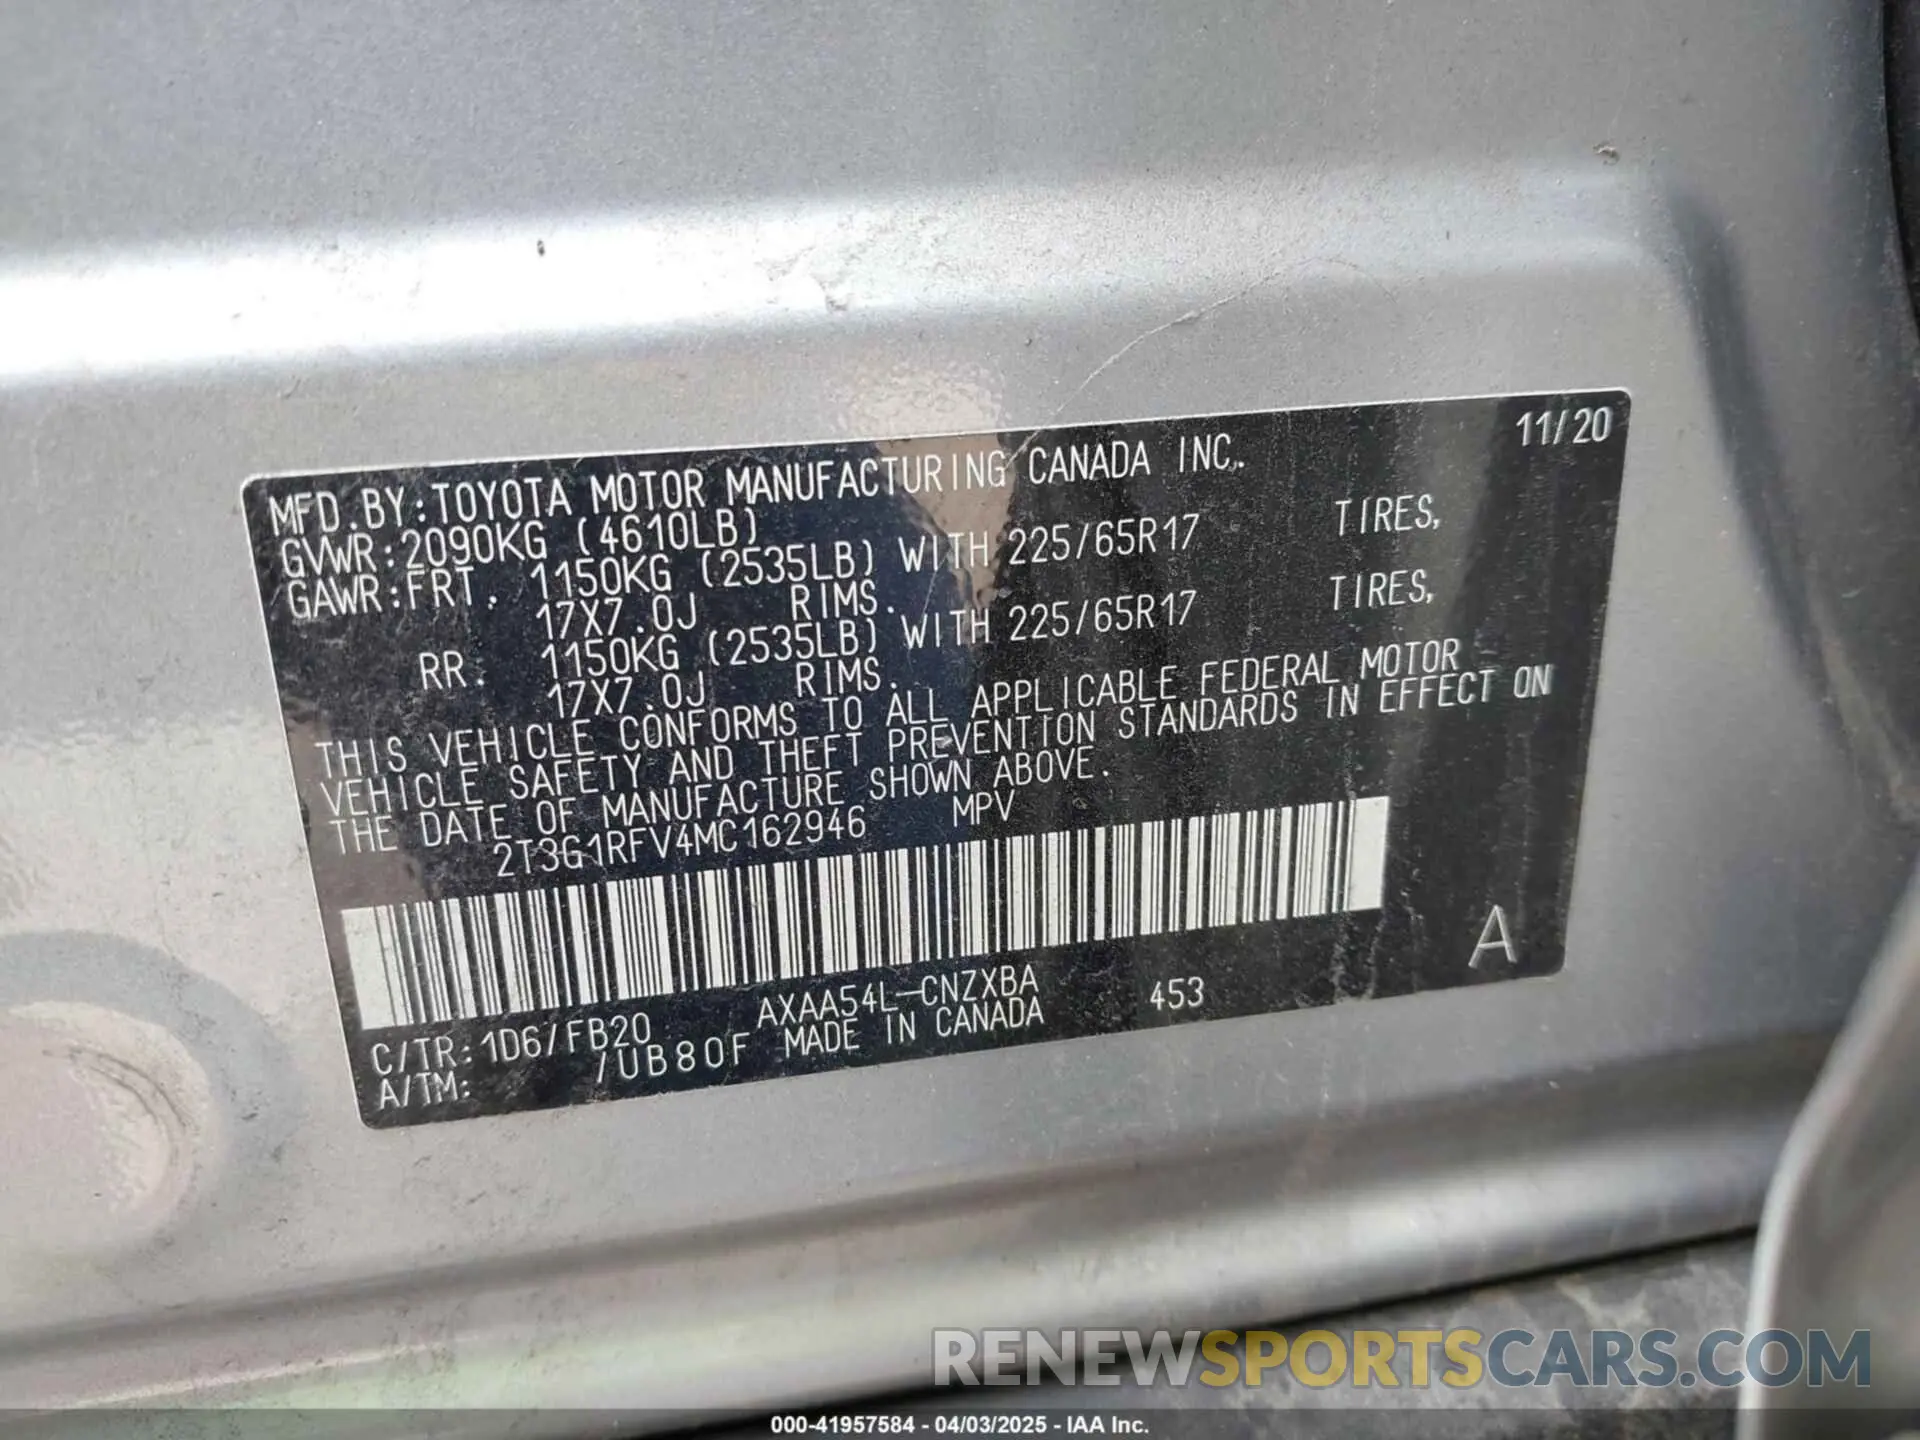 11/20
MFD.BY:TOYOTA MOTOR MANUFACTURING CANADA INC.
GVWR:2090KG (4610LB)
GAWR:FRT. 1150KG (2535LB) WITH 225/65R17 TIRES,
17X7.0J RIMS.
RR. 1150KG (2535LB) WITH 225/65R17 TIRES,
17X7.0J RIMS.
THIS VEHICLE CONFORMS TO ALL APPLICABLE FEDERAL MOTOR
VEHICLE SAFETY AND THEFT PREVENTION STANDARDS IN EFFECT ON
THE DATE OF MANUFACTURE SHOWN ABOVE.
2T3G1RFV4MC162946 MPV
A
AXAA54L-CNZXBA 453
C/TR:1D6/FB20 MADE IN CANADA
A/TM: /UB80F
RENEWSPORTSCARS.COM
000-41957584 - 04/03/2025 - IAA Inc.